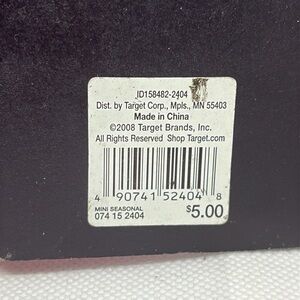 ID158482-2404
Dist. by Target Corp., Mpls., MN 55403
Made in China
©2008 Target Brands, Inc.
All Rights Reserved Shop Target.com
4 90741 52404 8
MINI SEASONAL
074 15 2404 $5.00